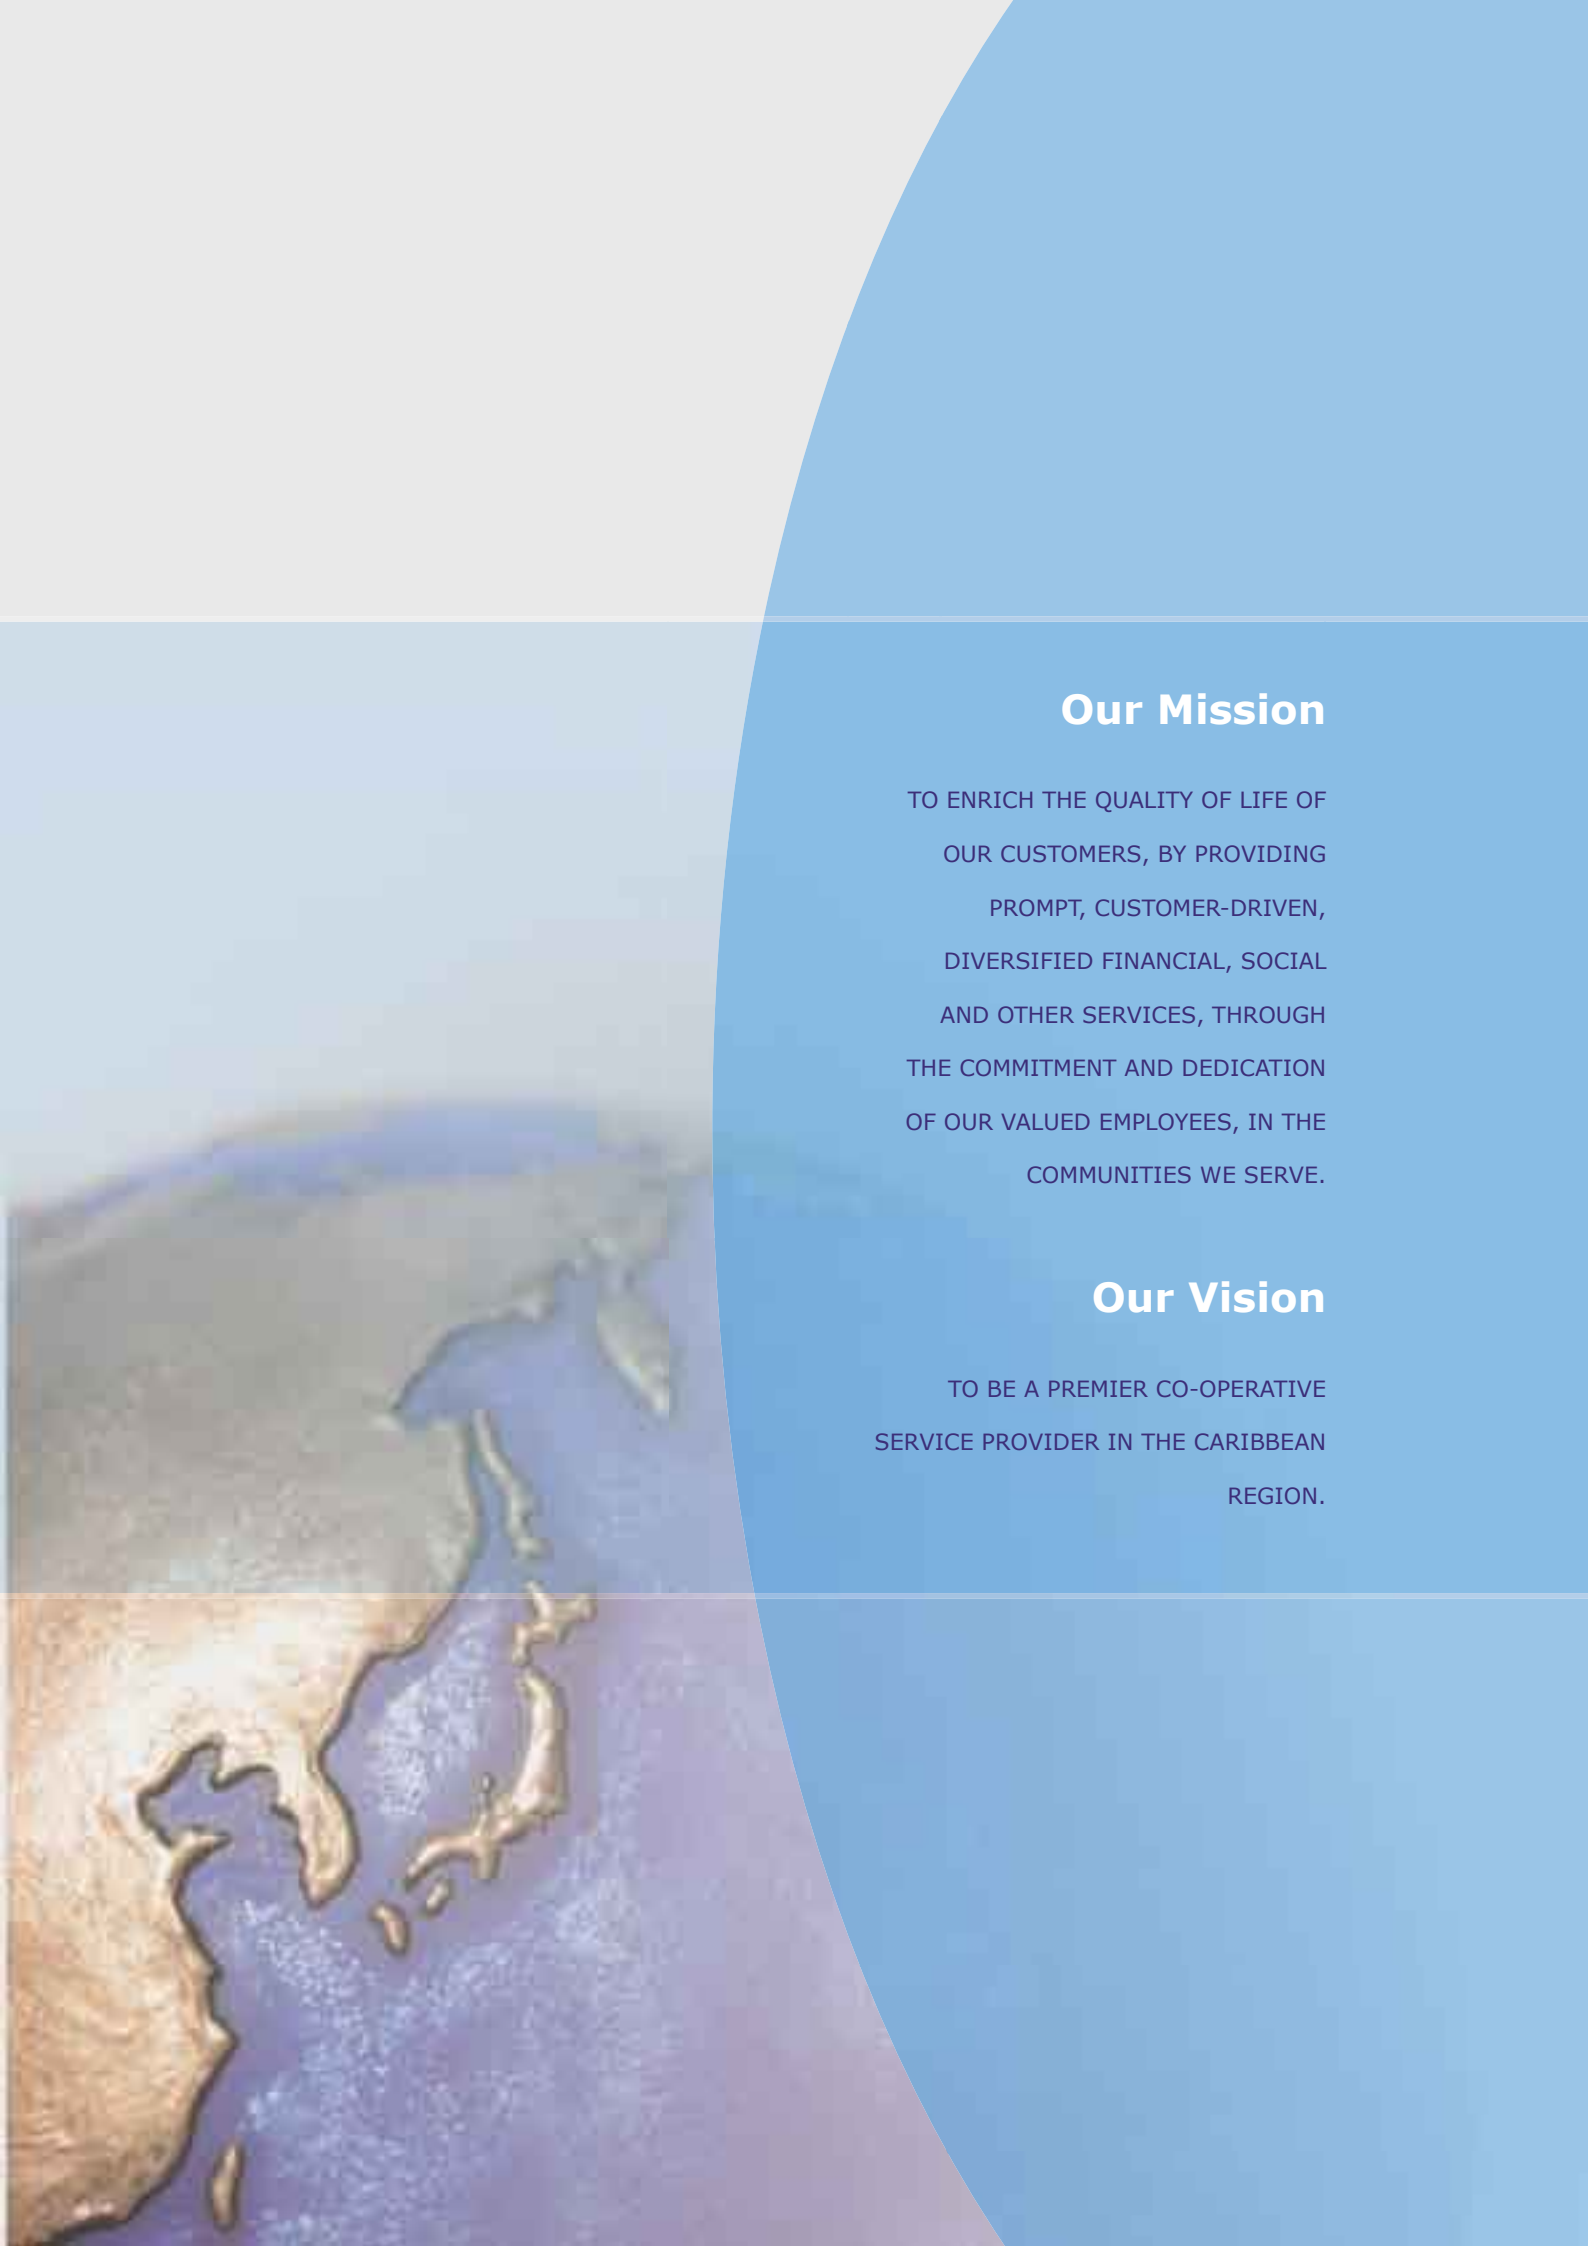 Our Mission
TO ENRICH THE QUALITY OF LIFE OF
OUR CUSTOMERS, BY PROVIDING
PROMPT, CUSTOMER-DRIVEN,
DIVERSIFIED FINANCIAL, SOCIAL
AND OTHER SERVICES, THROUGH
THE COMMITMENT AND DEDICATION
OF OUR VALUED EMPLOYEES, IN THE
COMMUNITIES WE SERVE.
Our Vision
TO BE A PREMIER CO-OPERATIVE
SERVICE PROVIDER IN THE CARIBBEAN
REGION.